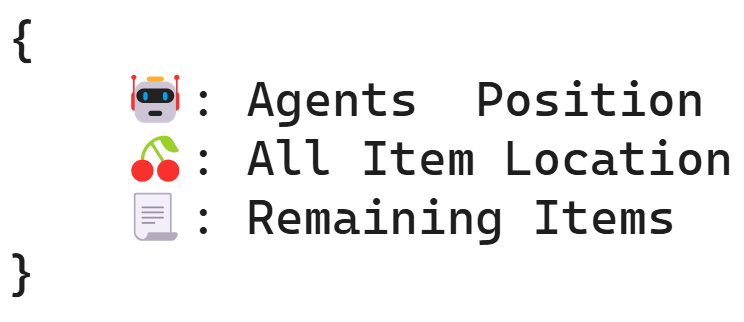 {
🤖: Agents  Position
🍒: All Item Location
📜: Remaining Items
}